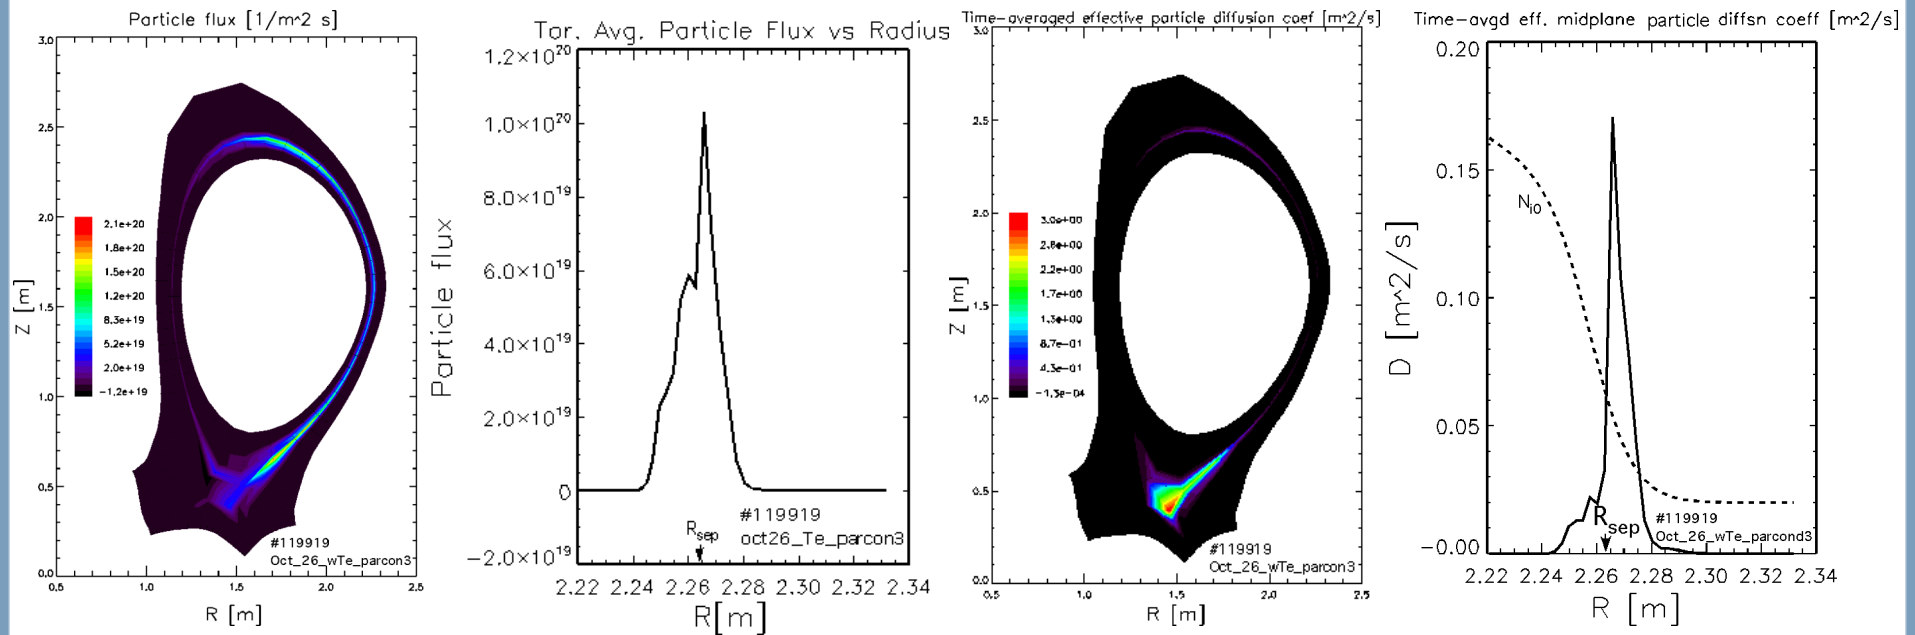 Particle flux [1/m^2 s]
3.0
2.5
2.0
1.5
1.0
0.5
0.0
Z [m]
2.1e+20
1.8e+20
1.5e+20
1.2e+20
8.3e+19
5.2e+19
2.0e+19
-1.2e+19
#119919
Oct_26_wTe_parcon3
0.5 1.0 1.5 2.0 2.5
R [m]
Tor. Avg. Particle Flux vs Radius
1.2×10^20
1.0×10^20
8.0×10^19
6.0×10^19
4.0×10^19
2.0×10^19
0
-2.0×10^19
Particle flux
Rsep
#119919
oct26_Te_parcon3
2.22 2.24 2.26 2.28 2.30 2.32 2.34
R[m]
Time-averaged effective particle diffusion coef [m^2/s]
3.0
2.5
2.0
1.5
1.0
0.5
0.0
Z [m]
3.0e+00
2.6e+00
2.2e+00
1.7e+00
1.3e+00
8.7e-01
4.3e-01
-1.3e-04
#119919
Oct_26_wTe_parcon3
0.5 1.0 1.5 2.0 2.5
R [m]
Time-avgd eff. midplane particle diffsn coeff [m^2/s]
0.20
0.15
0.10
0.05
-0.00
D [m^2/s]
Ni0
Rsep
#119919
Oct_26_wTe_parcond3
2.22 2.24 2.26 2.28 2.30 2.32 2.34
R [m]